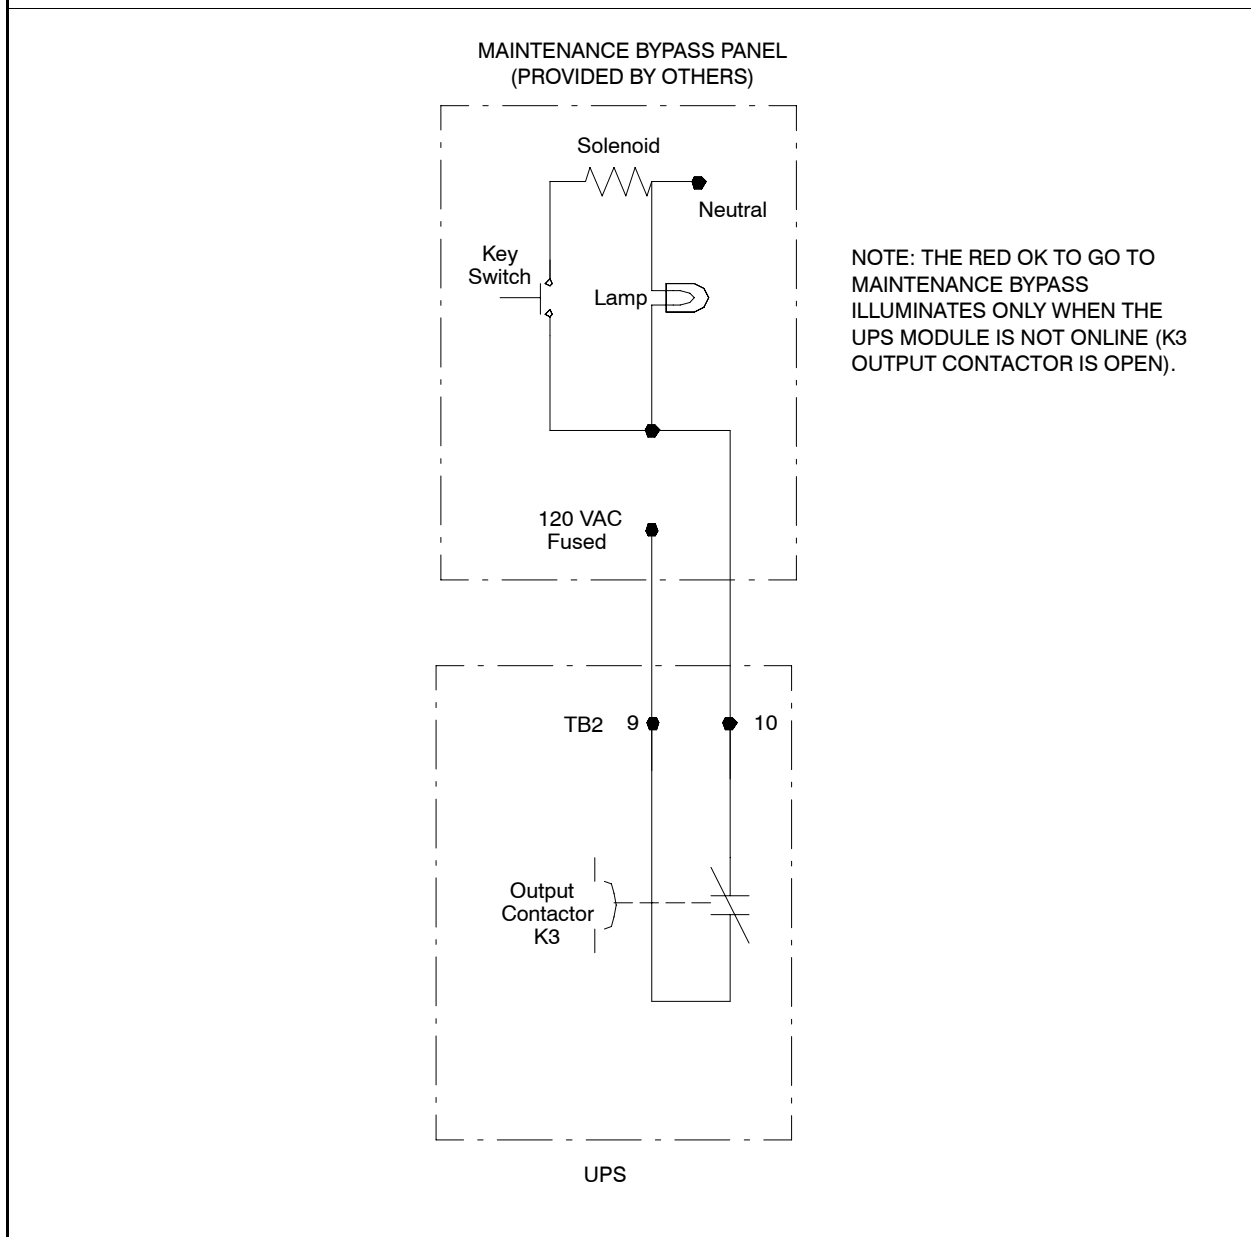 MAINTENANCE BYPASS PANEL
(PROVIDED BY OTHERS)
Solenoid
Neutral
Key
Switch
Lamp
NOTE: THE RED OK TO GO TO
MAINTENANCE BYPASS
ILLUMINATES ONLY WHEN THE
UPS MODULE IS NOT ONLINE (K3
OUTPUT CONTACTOR IS OPEN).
120 VAC
Fused
TB2 9 10
Output
Contactor
K3
UPS